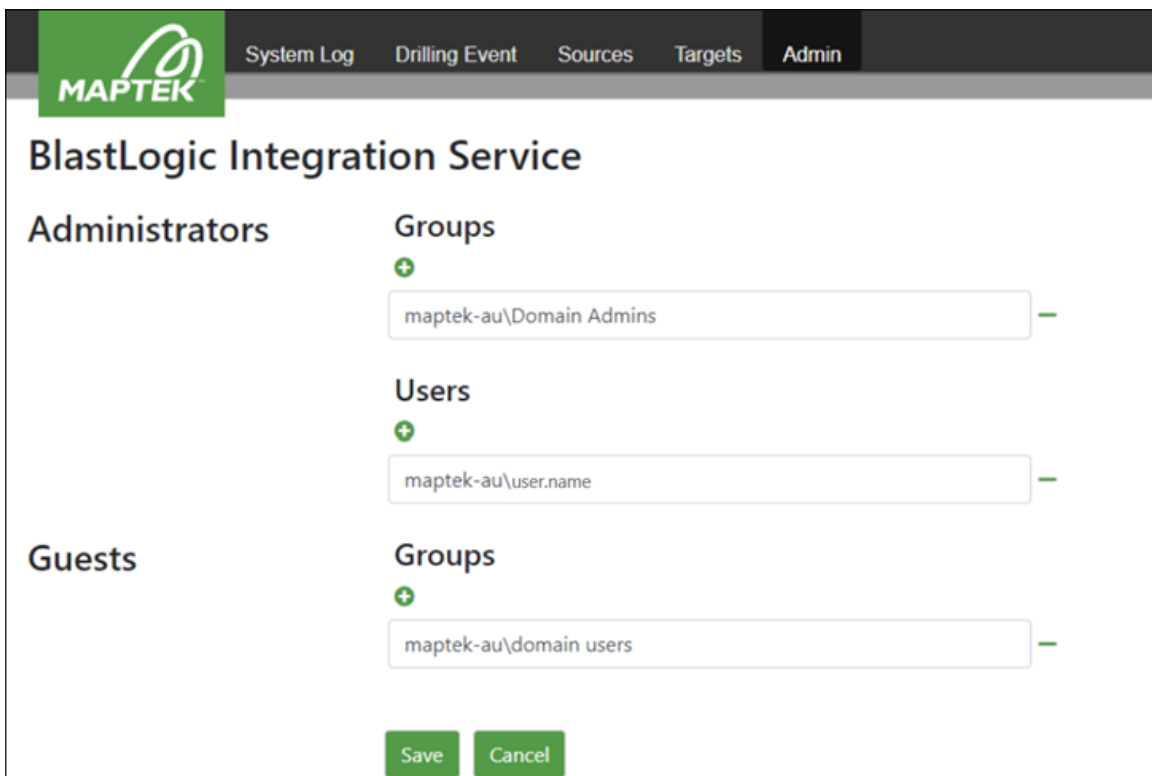 MAPTEK™
System Log Drilling Event Sources Targets Admin
BlastLogic Integration Service
Administrators
Groups
maptek-au\Domain Admins
Users
maptek-au\user.name
Guests
Groups
maptek-au\domain users
Save Cancel